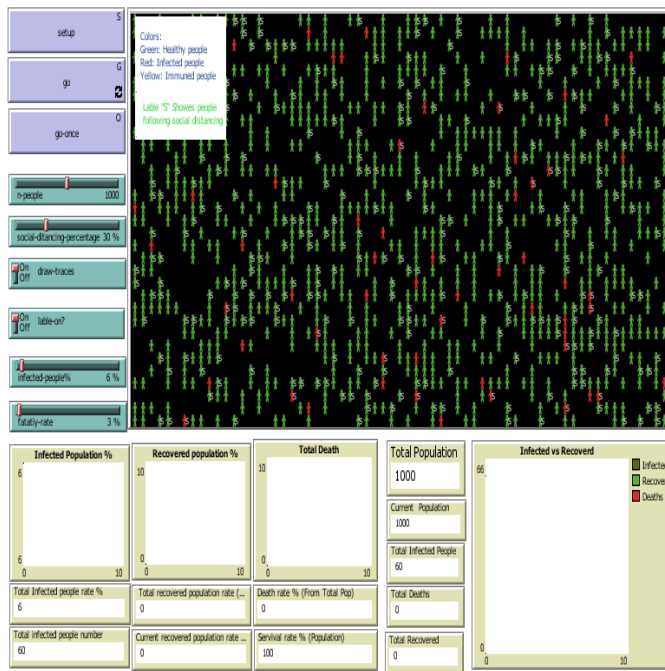 S
setup
G
go
O
go-once
n-people 1000
social-ditancing-percentage 30 %
On
Off
draw-traces
On
Off
lable-on?
infected-people% 6 %
fatatiy-rate 3 %
Colors:
Green: Healthy people
Red: Infected people
Yellow: Immuned people
Lable "S" Showes people
following social distancing
Infected Population %
6
6
0 10
Recovered population %
10
0
0 10
Total Death
10
0
0 10
Total Population
1000
Current Population
1000
Total Infected People
60
Total Deaths
0
Total Recovered
0
Infected vs Recoverd
66
0
0 10
Infected
Recover
Deaths
Total Infected people rate %
6
Total recovered population rate (...
0
Death rate % (From Total Pop)
0
Total infected people number
60
Current recovered population rate ...
0
Servival rate % (Population)
100